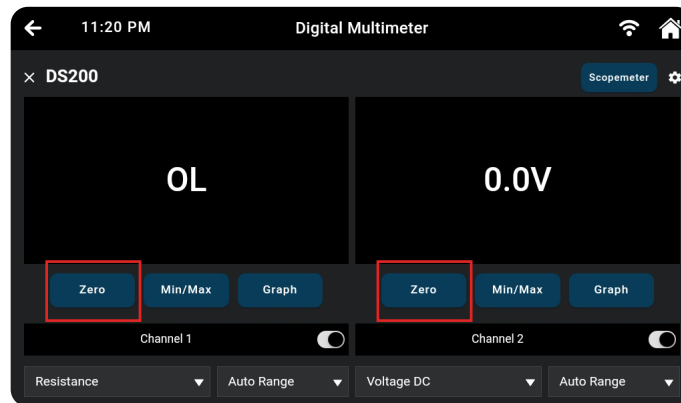 11:20 PM Digital Multimeter
× DS200 Scopemeter
OL 0.0V
Zero Min/Max Graph Zero Min/Max Graph
Channel 1 Channel 2
Resistance Auto Range Voltage DC Auto Range